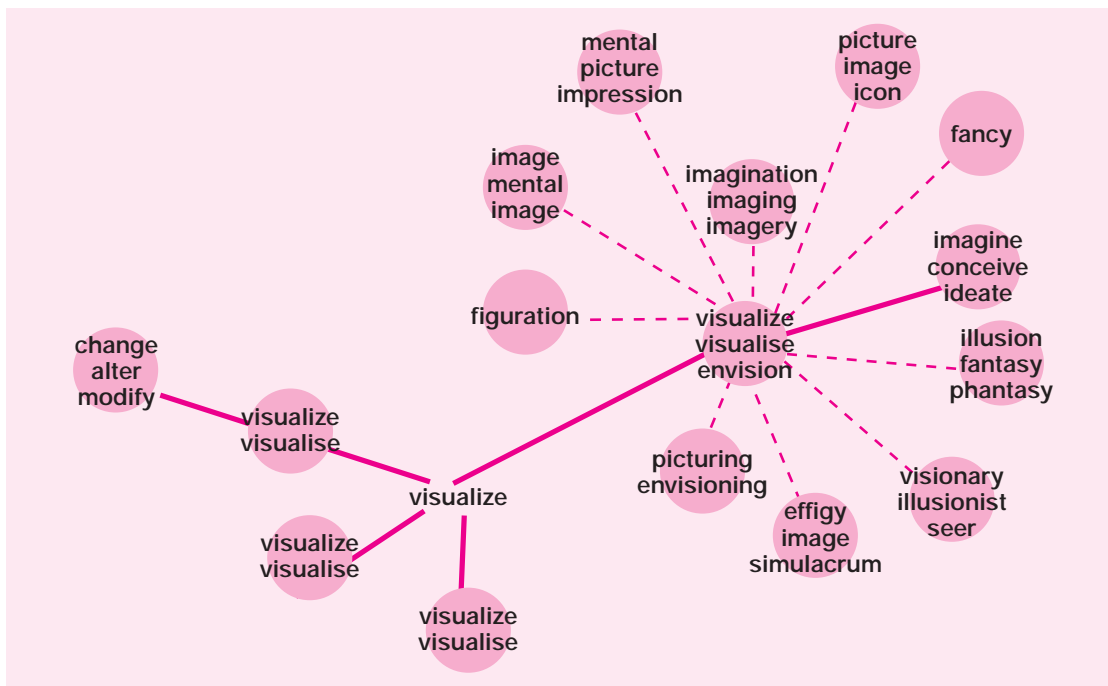 mental
picture
impression
picture
image
icon
fancy
image
mental
image
imagination
imaging
imagery
imagine
conceive
ideate
figuration
visualize
visualise
envision
illusion
fantasy
phantasy
change
alter
modify
visualize
visualise
picturing
envisioning
visionary
illusionist
seer
visualize
effigy
image
simulacrum
visualize
visualise
visualize
visualise